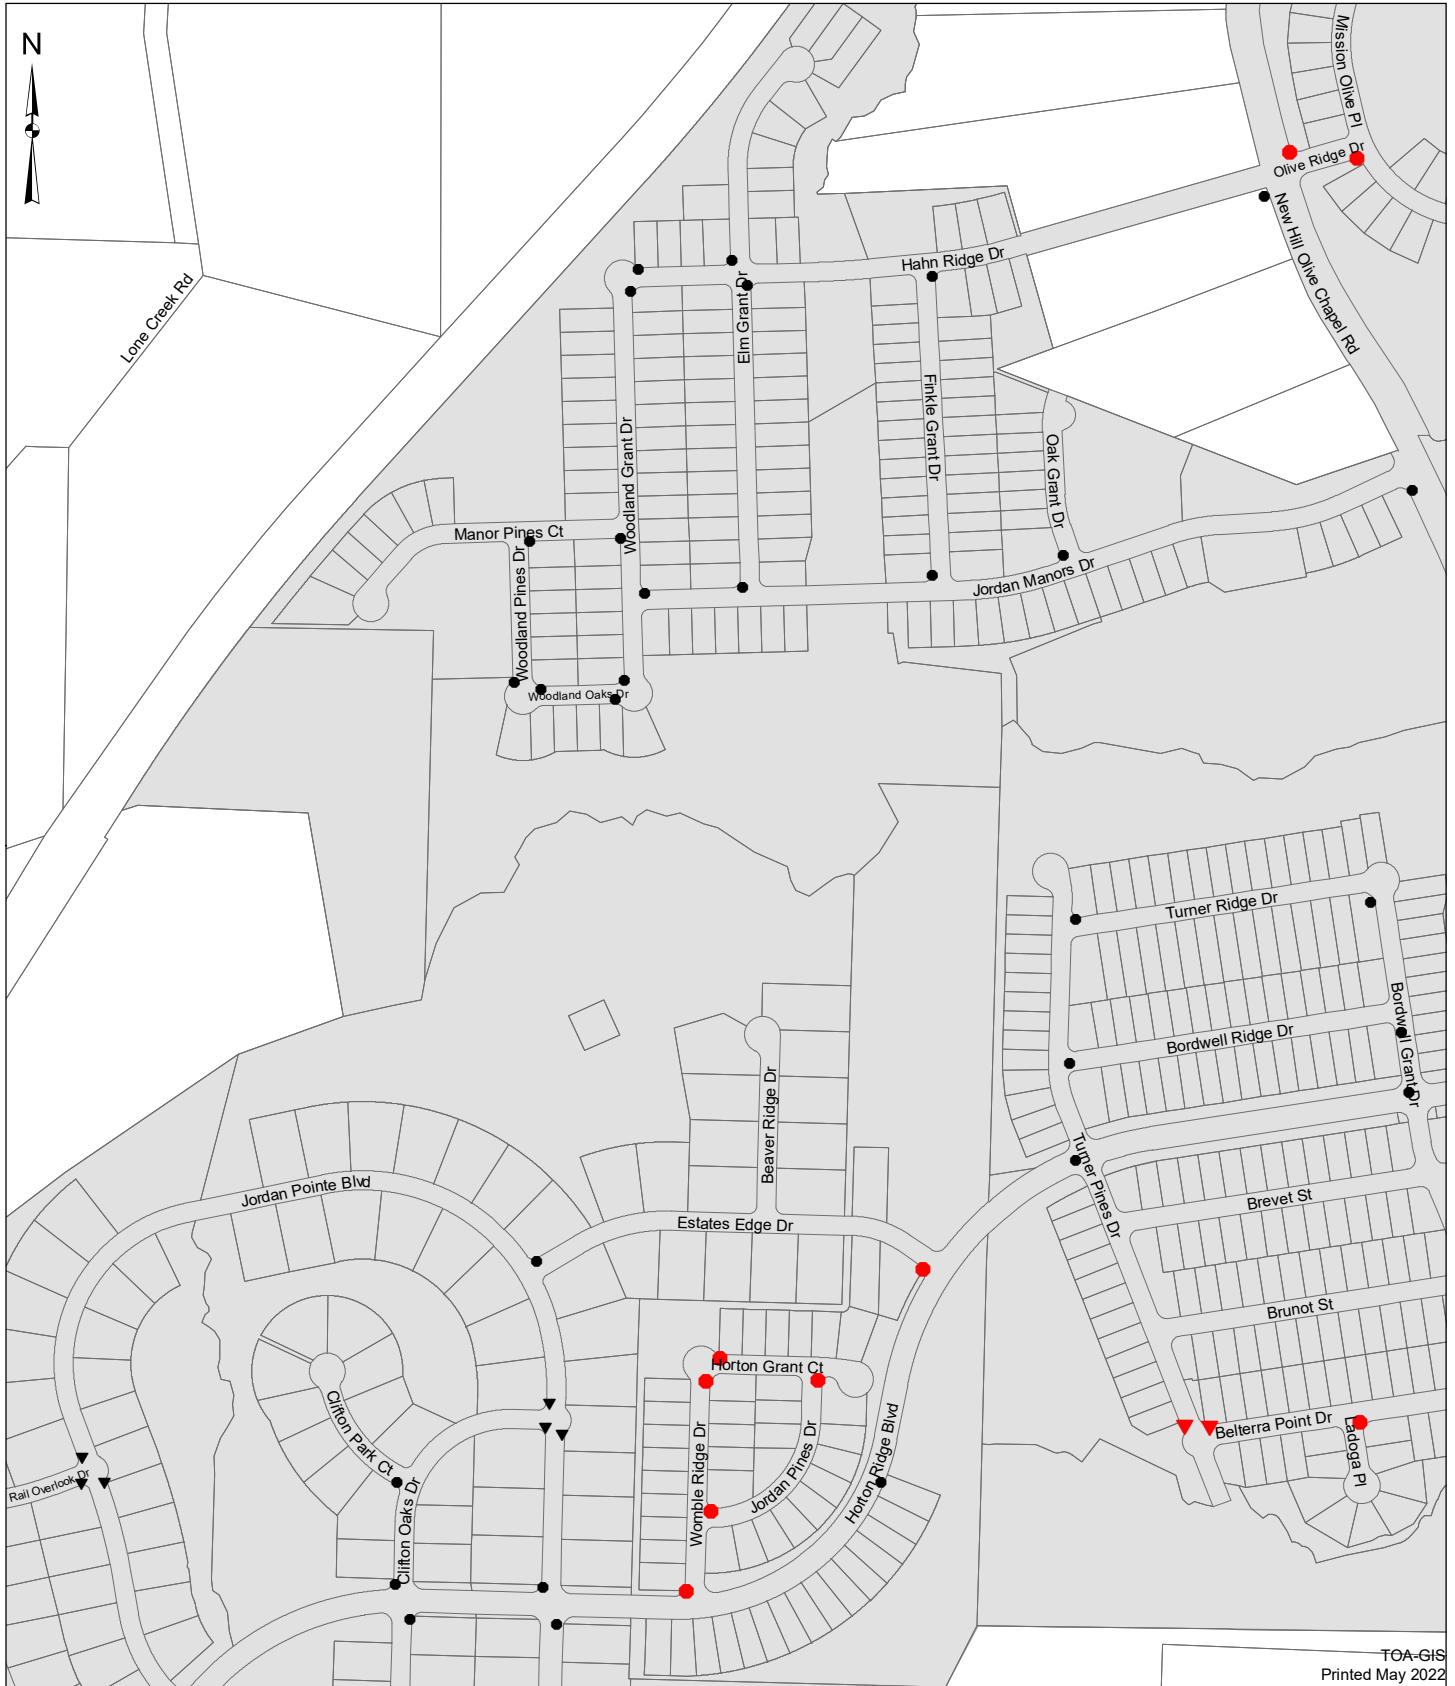 N
Mission Olive Pl
Olive Ridge Dr
New Hill Olive Chapel Rd
Hahn Ridge Dr
Lone Creek Rd
Elm Grant Dr
Finkle Grant Dr
Woodland Grant Dr
Oak Grant Dr
Manor Pines Ct
Woodland Pines Dr
Jordan Manors Dr
Woodland Oaks Dr
Turner Ridge Dr
Bordwell Grant Dr
Bordwell Ridge Dr
Beaver Ridge Dr
Turner Pines Dr
Jordan Pointe Blvd
Brevet St
Estates Edge Dr
Brunot St
Horton Grant Ct
Clifton Park Ct
Womble Ridge Dr
Jordan Pines Dr
Horton Ridge Blvd
Belterra Point Dr
Ladoga Pl
Rail Overlook Dr
Clifton Oaks Dr
TOA-GIS
Printed May 2022